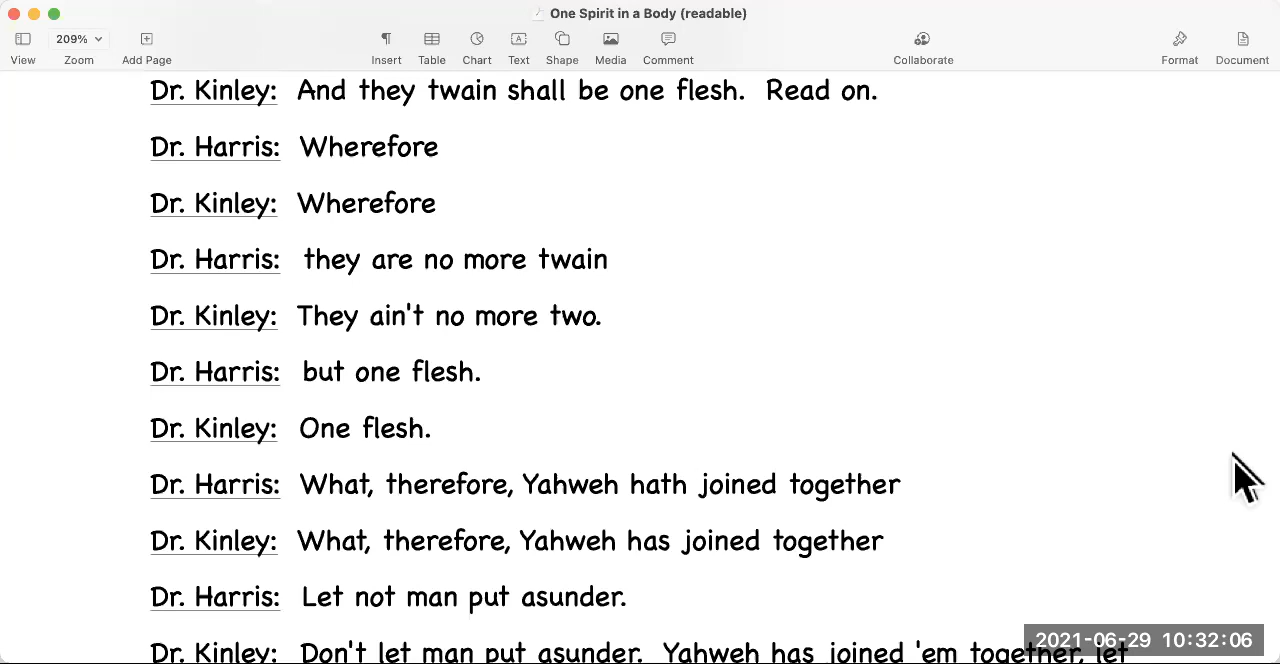 One Spirit in a Body (readable)
209%
View Zoom Add Page Insert Table Chart Text Shape Media Comment Collaborate Format Document
Dr. Kinley: And they twain shall be one flesh. Read on.
Dr. Harris: Wherefore
Dr. Kinley: Wherefore
Dr. Harris: they are no more twain
Dr. Kinley: They ain't no more two.
Dr. Harris: but one flesh.
Dr. Kinley: One flesh.
Dr. Harris: What, therefore, Yahweh hath joined together
Dr. Kinley: What, therefore, Yahweh has joined together
Dr. Harris: Let not man put asunder.
Dr. Kinley: Don't let man put asunder. Yahweh has joined 'em together, let
2021-06-29 10:32:06